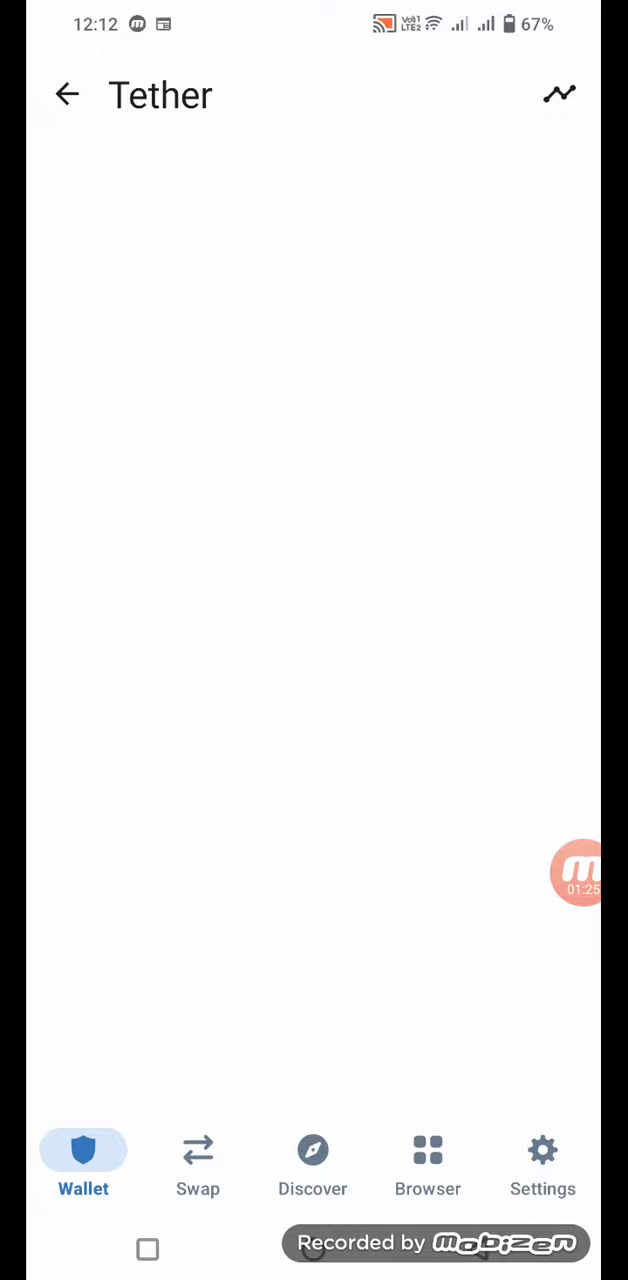 12:12 67%
Tether
01:25
Wallet Swap Discover Browser Settings
Recorded by mobizen